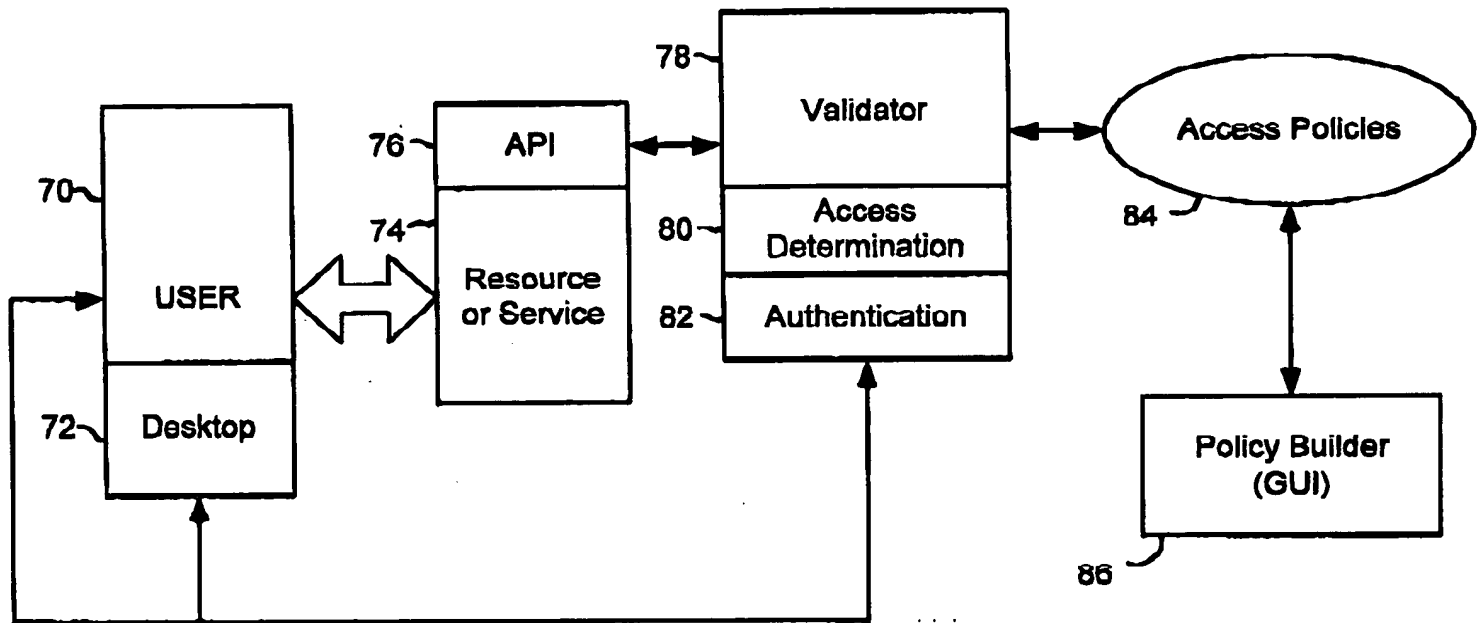 70
USER
72
Desktop
76
API
74
Resource
or Service
78
Validator
80
Access
Determination
82
Authentication
Access Policies
84
Policy Builder
(GUI)
86